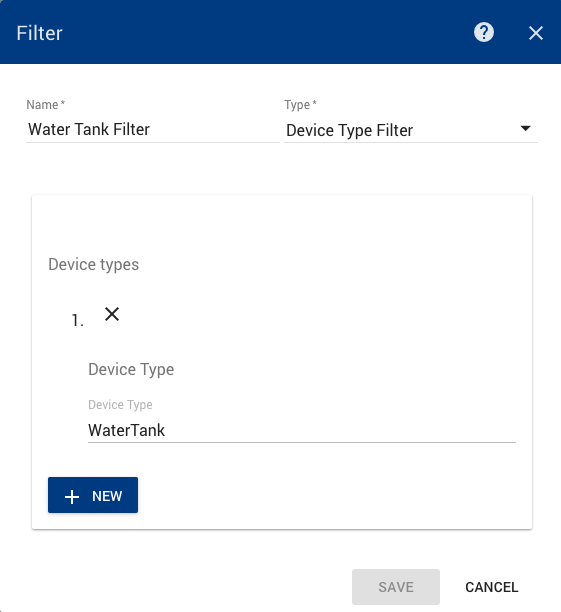 Filter
Name *
Type *
Water Tank Filter
Device Type Filter
Device types
1.
Device Type
Device Type
WaterTank
NEW
SAVE
CANCEL